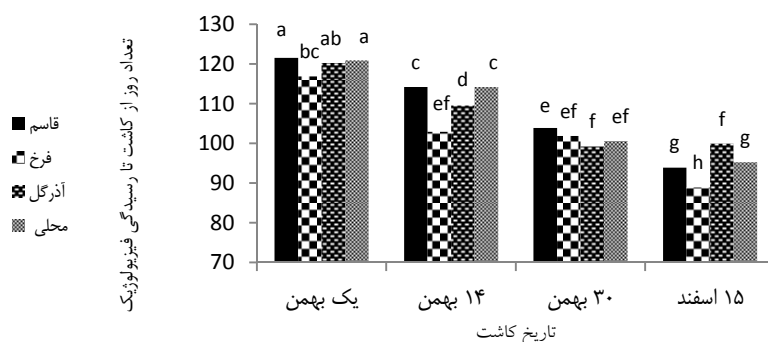 تعداد روز از کاشت تا رسیدگی فیزیولوژیک
130
120
110
100
90
80
70
a bc ab a
c ef d c
e ef f ef
g h f g
قاسم
فرخ
آذرگل
محلی
یک بهمن
۱۴ بهمن
۳۰ بهمن
۱۵ اسفند
تاریخ کاشت